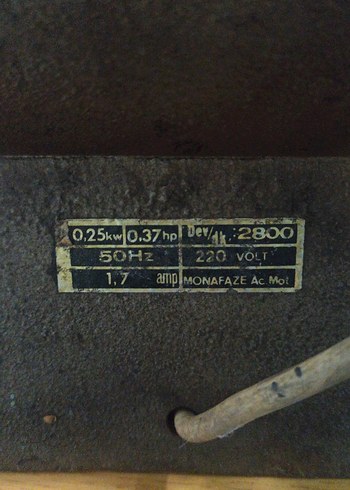 0,25kw 0.37hp Dev/dk:2800
50Hz 220 VOLT
1,7 amp MONAFAZE Ac Mot